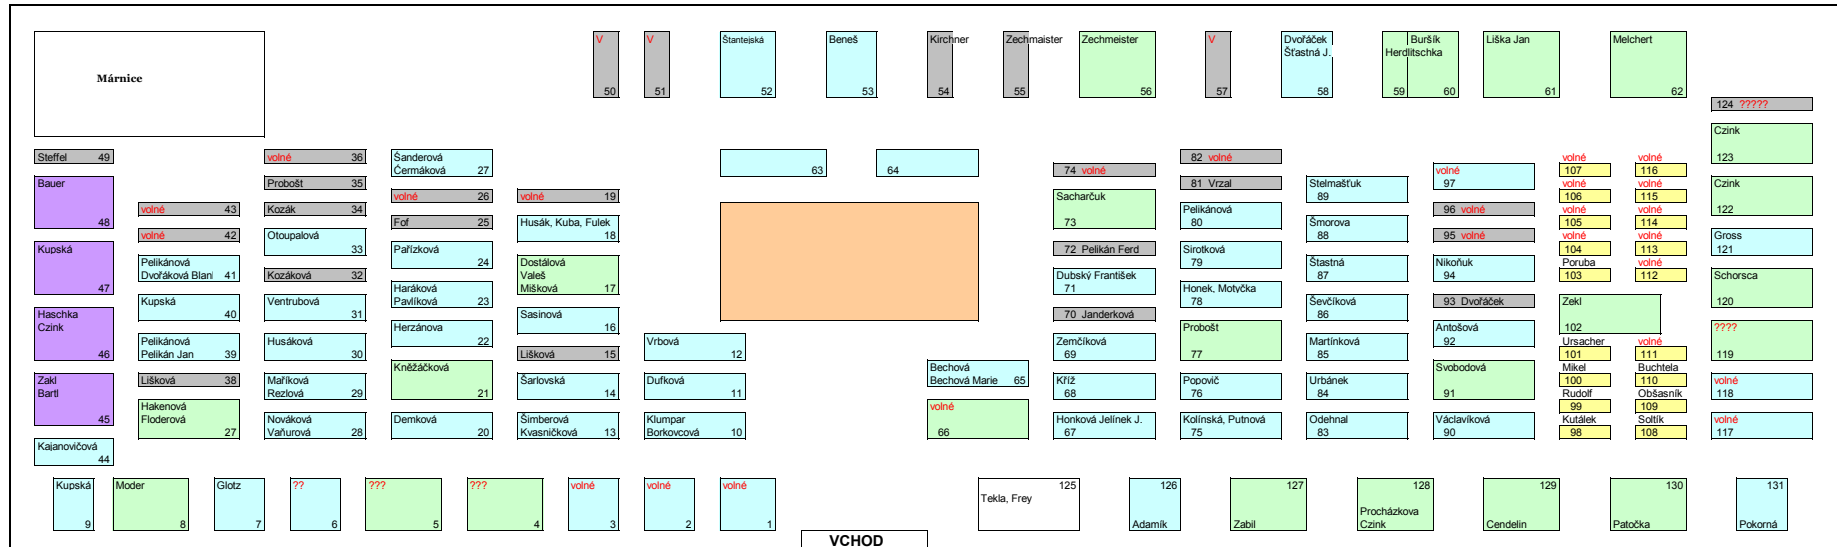 Márnice
V
50
V
51
Štantejská
52
Beneš
53
Kirchner
54
Zechmaister
55
Zechmeister
56
V
57
Dvořáček
Šťastná J.
58
Buršík
Herdlitschka
59
60
Liška Jan
61
Melchert
62
124 ?????
Czink
123
Czink
122
Gross
121
Schorsca
120
????
119
volné
118
volné
117
Steffel 49
Bauer
48
Kupská
47
Haschka
Czink
46
Zakl
Bartl
45
Kajanovičová
44
volné 43
volné 42
Pelikánová
Dvořáková Blanl 41
Kupská
40
Pelikánová
Pelikán Jan 39
Lišková 38
Hakenová
Floderová
27
volné 36
Probošt 35
Kozák 34
Otoupalová
33
Kozáková 32
Ventrubová
31
Husáková
30
Maříková
Rezlová 29
Nováková
Vaňurová 28
Šanderová
Čermáková 27
volné 26
Fof 25
Pařízková
24
Haráková
Pavlíková 23
Herzánova
22
Kněžáčková
21
Demková
20
volné 19
Husák, Kuba, Fulek
18
Dostálová
Valeš
Mišková 17
Sasinová
16
Lišková 15
Šarlovská
14
Šimberová
Kvasničková 13
Vrbová
12
Dufková
11
Klumpar
Borkovcová 10
63
64
Bechová
Bechová Marie 65
volné
66
74 volné
Sacharčuk
73
72 Pelikán Ferd
Dubský František
71
70 Janderková
Zemčíková
69
Kříž
68
Honková Jelínek J.
67
82 volné
81 Vrzal
Pelikánová
80
Sirotková
79
Honek, Motyčka
78
Probošt
77
Popovič
76
Kolínská, Putnová
75
Stelmašťuk
89
Šmorova
88
Štastná
87
Ševčíková
86
Martínková
85
Urbánek
84
Odehnal
83
volné
97
96 volné
95 volné
Nikoňuk
94
93 Dvořáček
Antošová
92
Svobodová
91
Václavíková
90
volné
107
volné
106
volné
105
volné
104
Poruba
103
Zekl
102
Ursacher
101
Mikel
100
Rudolf
99
Kutálek
98
volné
116
volné
115
volné
114
volné
113
volné
112
volné
111
Buchtela
110
Obšasník
109
Soltík
108
Kupská
9
Moder
8
Glotz
7
??
6
???
5
???
4
volné
3
volné
2
volné
1
VCHOD
125
Tekla, Frey
126
Adamík
127
Zabil
128
Procházkova
Czink
129
Cendelin
130
Patočka
131
Pokorná